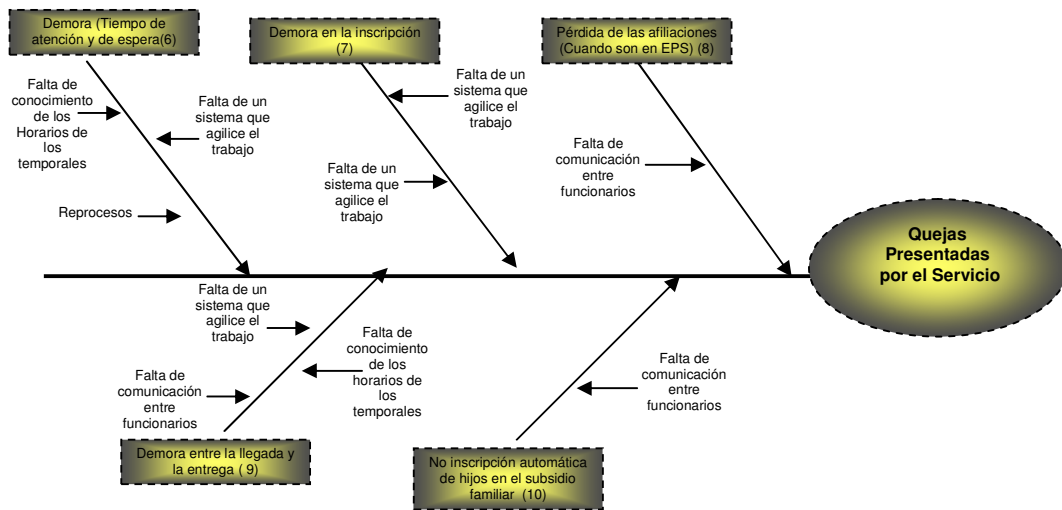 Demora (Tiempo de
atención y de espera(6)
Demora en la inscripción
(7)
Pérdida de las afiliaciones
(Cuando son en EPS) (8)
Falta de
conocimiento
de los
Horarios de
los
temporales
Falta de un
sistema que
agilice el
trabajo
Reprocesos
Falta de un
sistema que
agilice el
trabajo
Falta de un
sistema que
agilice el
trabajo
Falta de
comunicación
entre
funcionarios
Quejas
Presentadas
por el Servicio
Falta de un
sistema que
agilice el
trabajo
Falta de
conocimiento
de los
horarios de
los
temporales
Falta de
comunicación
entre
funcionarios
Falta de
comunicación
entre
funcionarios
Demora entre la llegada y
la entrega ( 9)
No inscripción automática
de hijos en el subsidio
familiar (10)